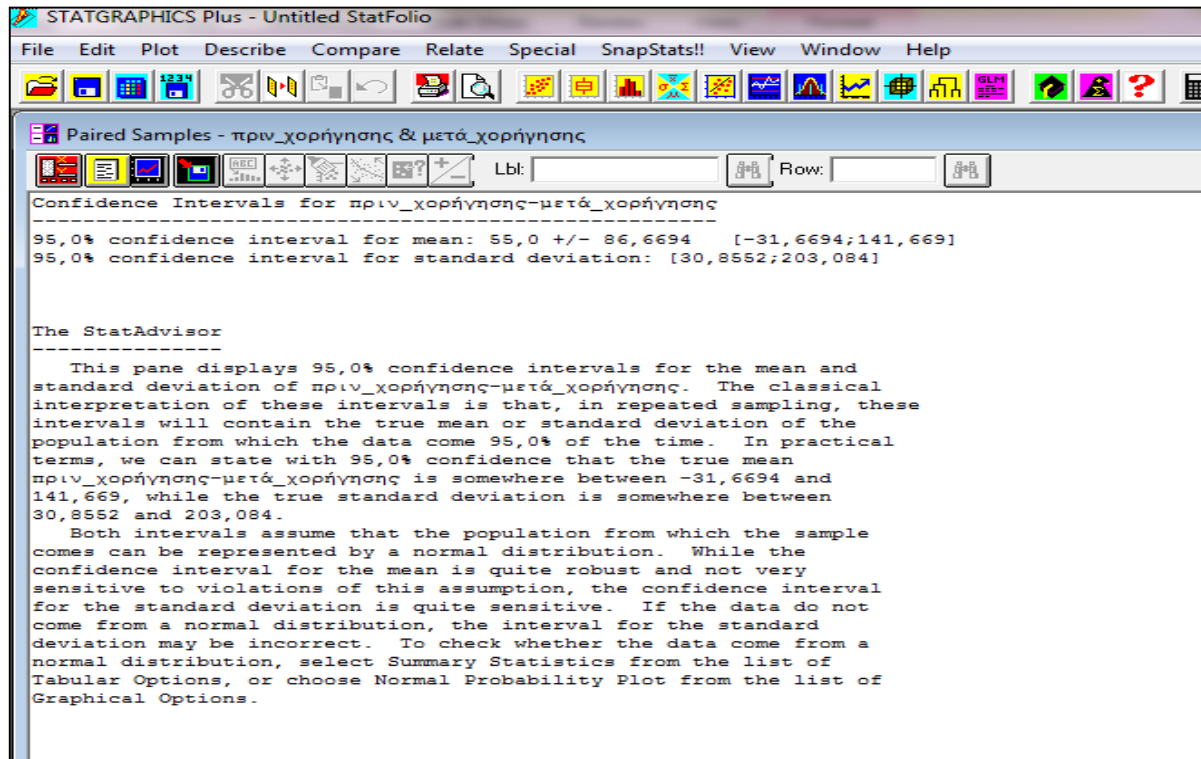 STATGRAPHICS Plus - Untitled StatFolio
File Edit Plot Describe Compare Relate Special SnapStats!! View Window Help
1234
GLM
Paired Samples - πριν_χορήγησης & μετά_χορήγησης
Lbl: Row:
Confidence Intervals for πριν_χορήγησης-μετά_χορήγησης
------------------------------------------------------
95,0% confidence interval for mean: 55,0 +/- 86,6694 [-31,6694;141,669]
95,0% confidence interval for standard deviation: [30,8552;203,084]
The StatAdvisor
---------------
This pane displays 95,0% confidence intervals for the mean and
standard deviation of πριν_χορήγησης-μετά_χορήγησης. The classical
interpretation of these intervals is that, in repeated sampling, these
intervals will contain the true mean or standard deviation of the
population from which the data come 95,0% of the time. In practical
terms, we can state with 95,0% confidence that the true mean
πριν_χορήγησης-μετά_χορήγησης is somewhere between -31,6694 and
141,669, while the true standard deviation is somewhere between
30,8552 and 203,084.
Both intervals assume that the population from which the sample
comes can be represented by a normal distribution. While the
confidence interval for the mean is quite robust and not very
sensitive to violations of this assumption, the confidence interval
for the standard deviation is quite sensitive. If the data do not
come from a normal distribution, the interval for the standard
deviation may be incorrect. To check whether the data come from a
normal distribution, select Summary Statistics from the list of
Tabular Options, or choose Normal Probability Plot from the list of
Graphical Options.